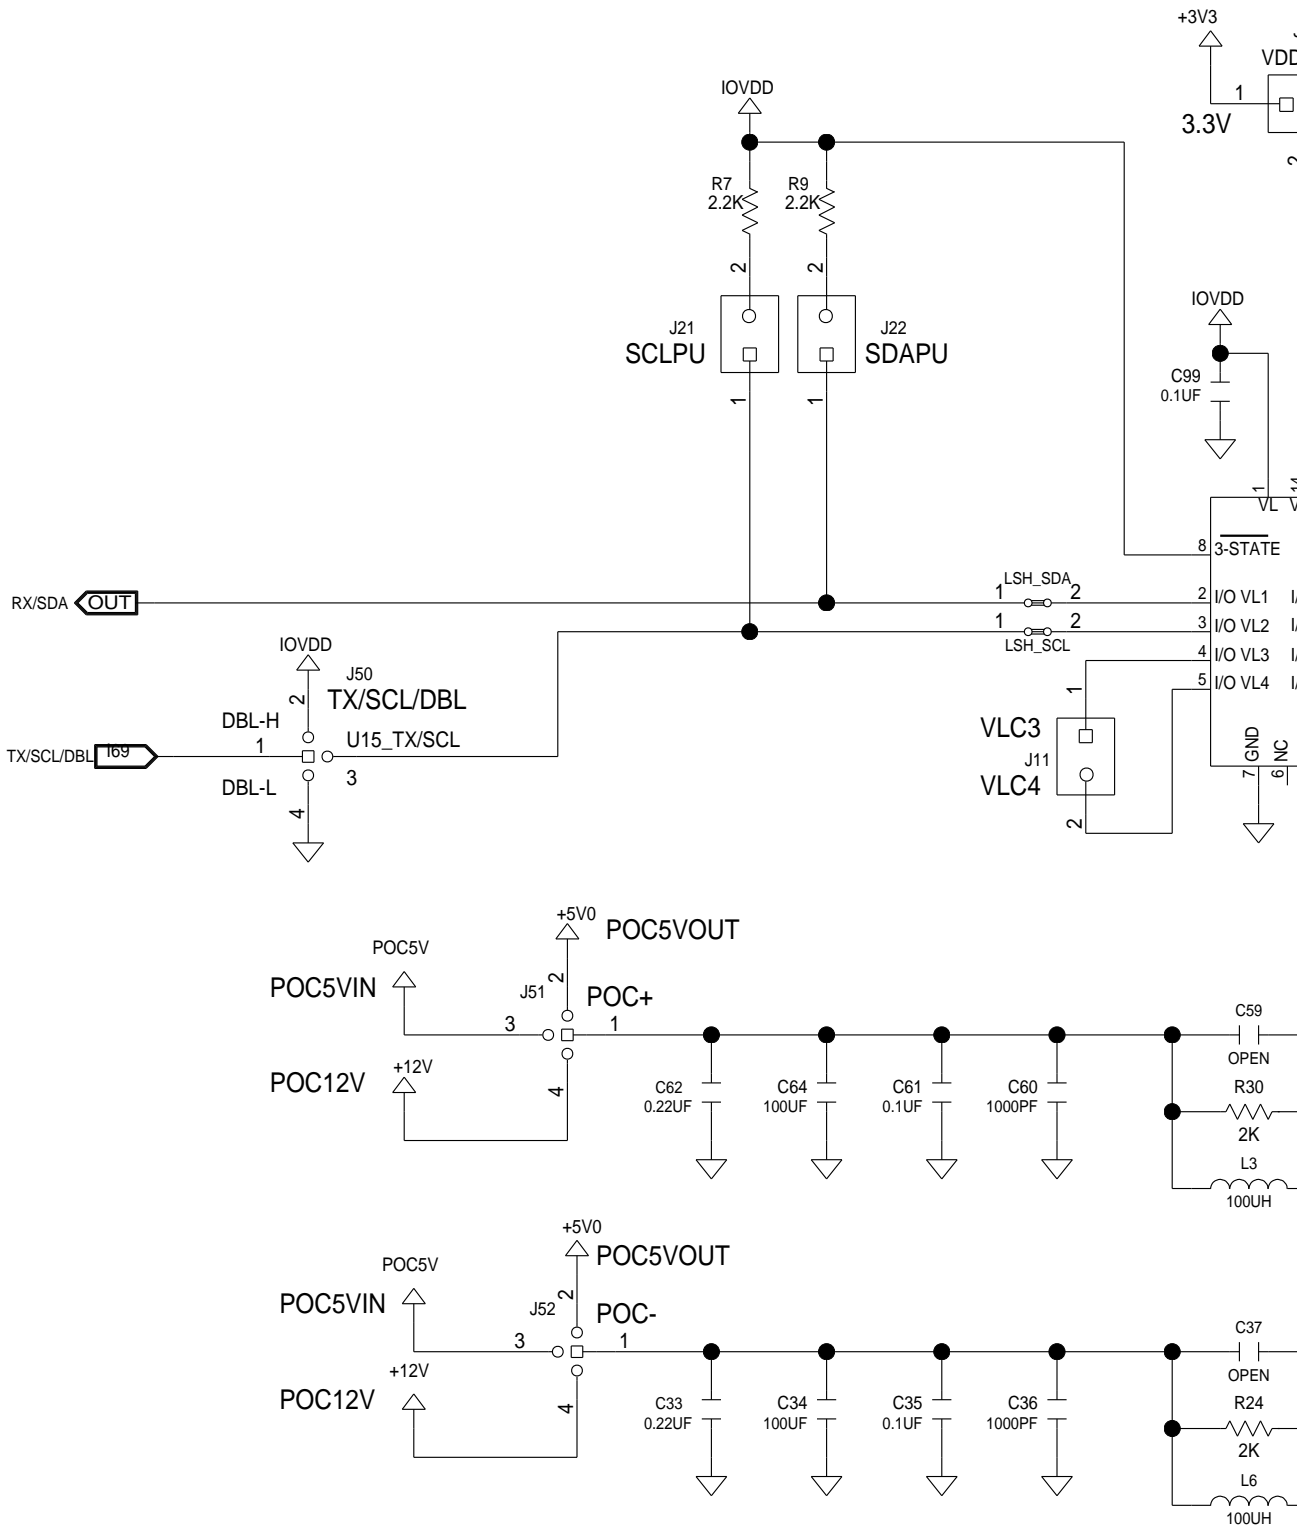 +3V3
VDD
1
3.3V
2
IOVDD
R7
2.2K
R9
2.2K
2
2
J21
SCLPU
J22
SDAPU
1
1
IOVDD
C99
0.1UF
1
14
VL
8
3-STATE
RX/SDA
OUT
1
LSH_SDA
2
2
I/O VL1
1
LSH_SCL
2
3
I/O VL2
4
I/O VL3
5
I/O VL4
IOVDD
J50
TX/SCL/DBL
2
DBL-H
TX/SCL/DBL
I69
1
U15_TX/SCL
3
DBL-L
4
1
VLC3
J11
VLC4
2
GND
7
NC
6
+5V0
POC5VOUT
POC5V
POC5VIN
2
J51
POC+
3
1
+12V
POC12V
4
C62
0.22UF
C64
100UF
C61
0.1UF
C60
1000PF
C59
OPEN
R30
2K
L3
100UH
+5V0
POC5VOUT
POC5V
POC5VIN
2
J52
POC-
3
1
+12V
POC12V
4
C33
0.22UF
C34
100UF
C35
0.1UF
C36
1000PF
C37
OPEN
R24
2K
L6
100UH